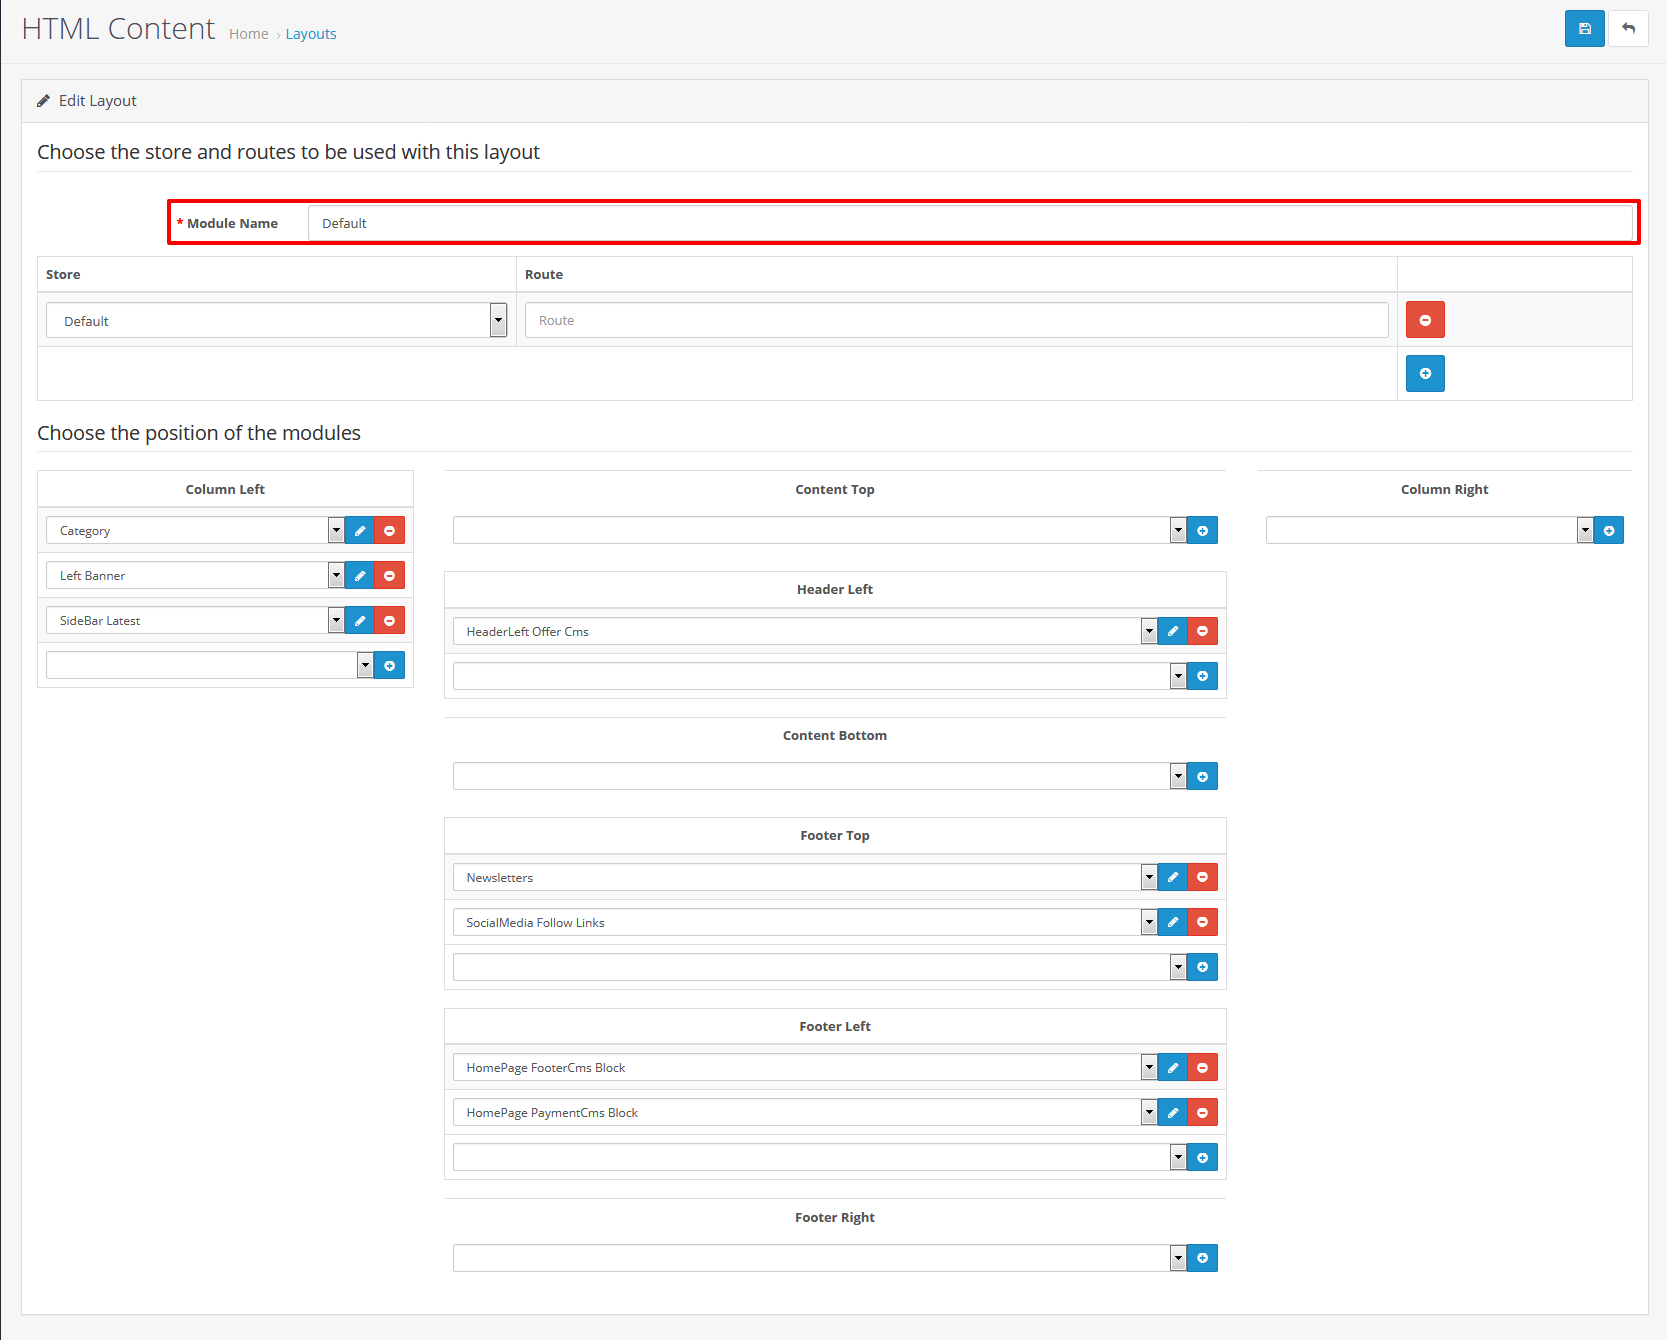 HTML Content
Home › Layouts
Edit Layout
Choose the store and routes to be used with this layout
* Module Name Default
Store Route
Default Route
Choose the position of the modules
Column Left
Category
Left Banner
SideBar Latest
Content Top
Header Left
HeaderLeft Offer Cms
Content Bottom
Footer Top
Newsletters
SocialMedia Follow Links
Footer Left
HomePage FooterCms Block
HomePage PaymentCms Block
Footer Right
Column Right